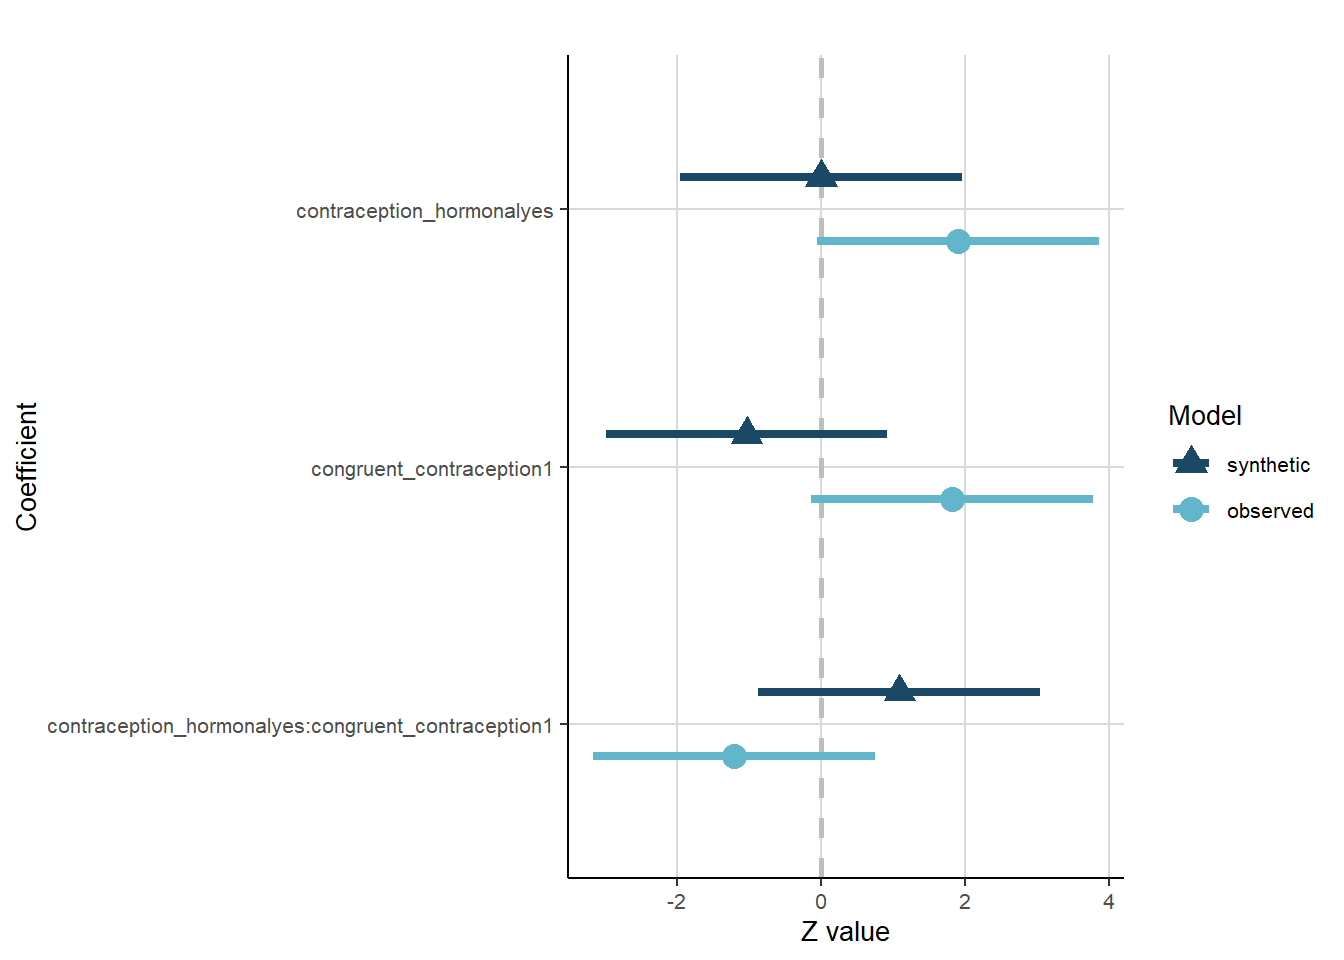 contraception_hormonalyes
congruent_contraception1
contraception_hormonalyes:congruent_contraception1
Coefficient
-2
0
2
4
Z value
Model
synthetic
observed